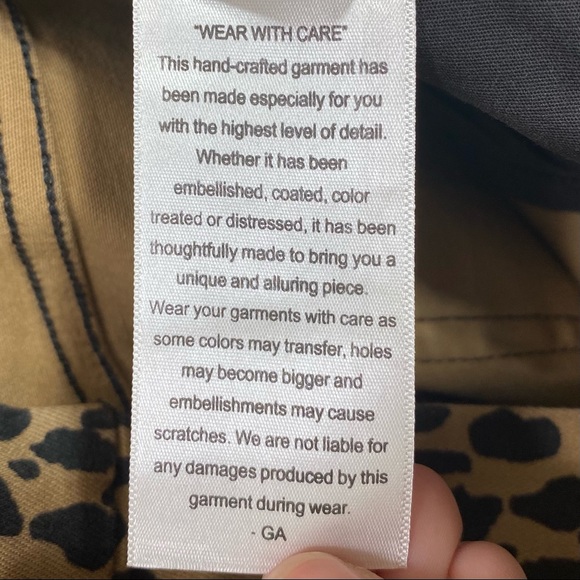 "WEAR WITH CARE"
This hand-crafted garment has
been made especially for you
with the highest level of detail.
Whether it has been
embellished, coated, color
treated or distressed, it has been
thoughtfully made to bring you a
unique and alluring piece.
Wear your garments with care as
some colors may transfer, holes
may become bigger and
embellishments may cause
scratches. We are not liable for
any damages produced by this
garment during wear.
- GA